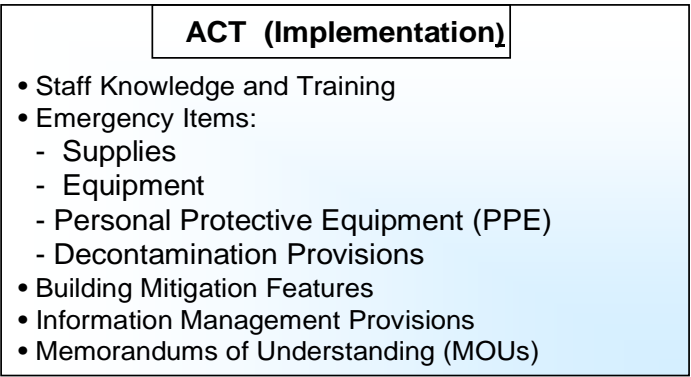 ACT (Implementation)
• Staff Knowledge and Training
• Emergency Items:
- Supplies
- Equipment
- Personal Protective Equipment (PPE)
- Decontamination Provisions
• Building Mitigation Features
• Information Management Provisions
• Memorandums of Understanding (MOUs)